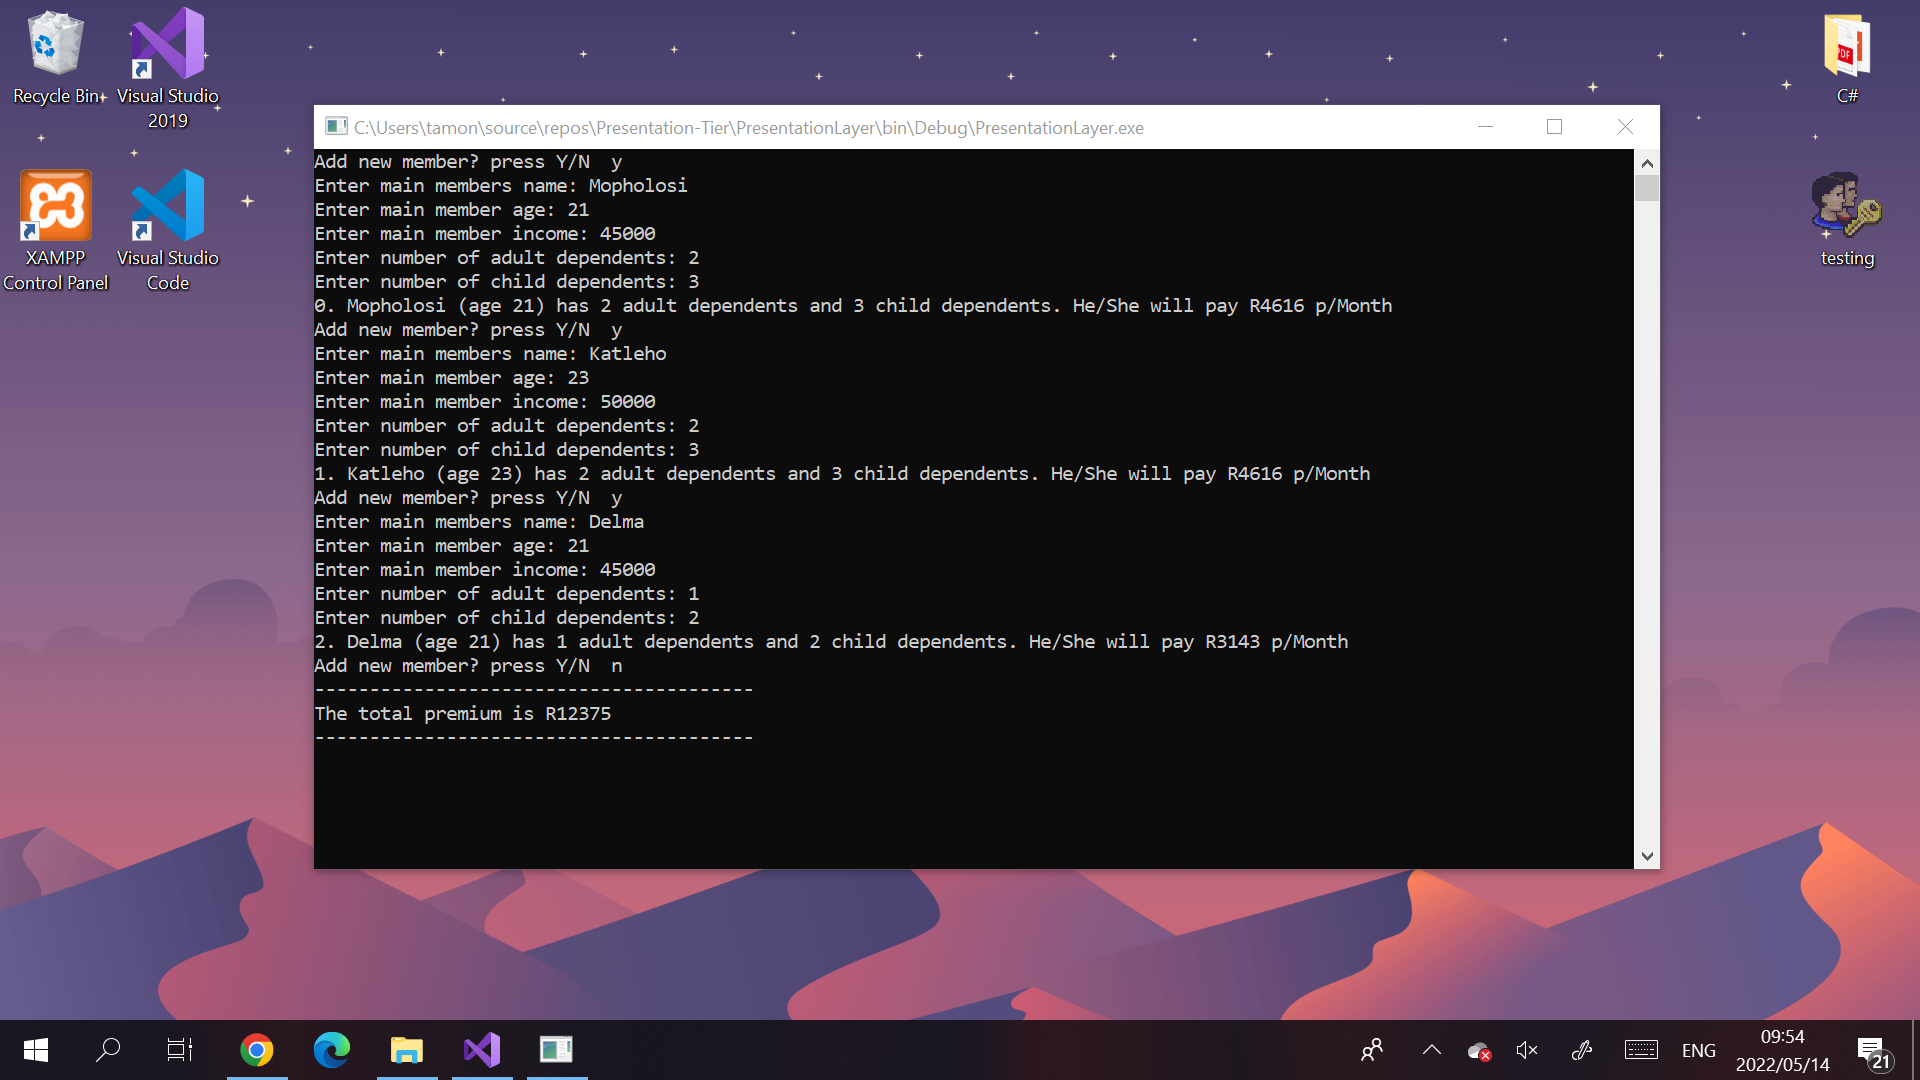 Recycle Bin
Visual Studio
2019
XAMPP
Control Panel
Visual Studio
Code
C#
PDF
testing
C:\Users\tamon\source\repos\Presentation-Tier\PresentationLayer\bin\Debug\PresentationLayer.exe
Add new member? press Y/N  y
Enter main members name: Mopholosi
Enter main member age: 21
Enter main member income: 45000
Enter number of adult dependents: 2
Enter number of child dependents: 3
0. Mopholosi (age 21) has 2 adult dependents and 3 child dependents. He/She will pay R4616 p/Month
Add new member? press Y/N  y
Enter main members name: Katleho
Enter main member age: 23
Enter main member income: 50000
Enter number of adult dependents: 2
Enter number of child dependents: 3
1. Katleho (age 23) has 2 adult dependents and 3 child dependents. He/She will pay R4616 p/Month
Add new member? press Y/N  y
Enter main members name: Delma
Enter main member age: 21
Enter main member income: 45000
Enter number of adult dependents: 1
Enter number of child dependents: 2
2. Delma (age 21) has 1 adult dependents and 2 child dependents. He/She will pay R3143 p/Month
Add new member? press Y/N  n
----------------------------------------
The total premium is R12375
----------------------------------------
ENG
09:54
2022/05/14
21